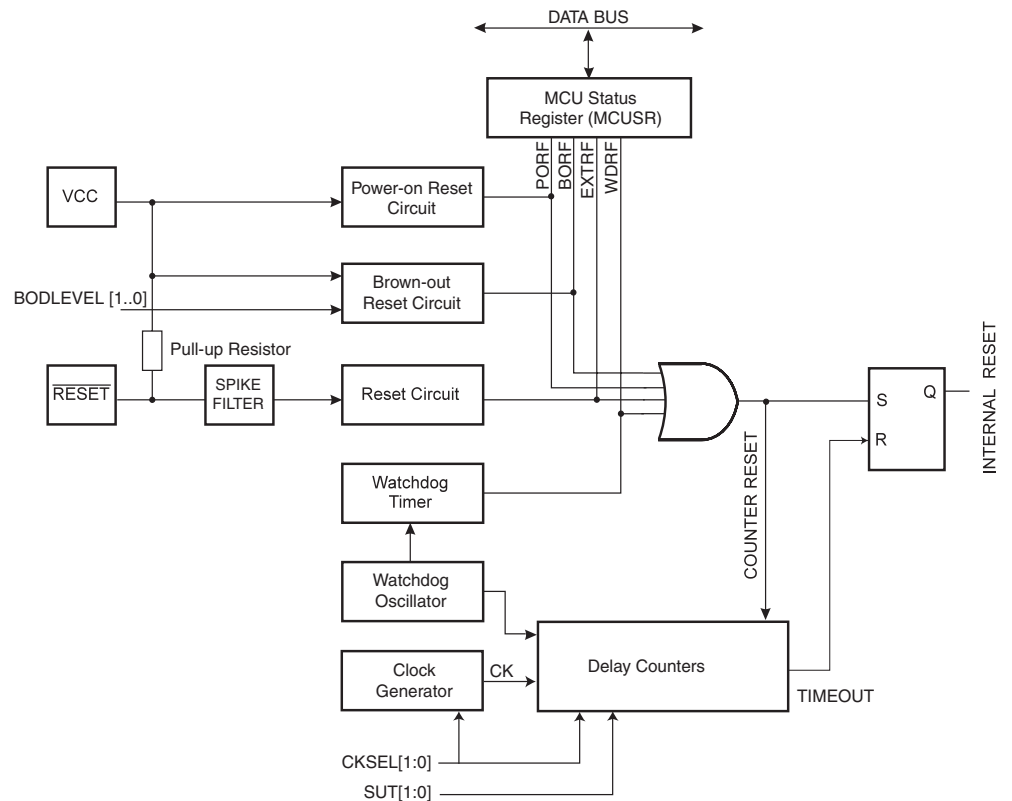 DATA BUS
MCU Status
Register (MCUSR)
PORF
BORF
EXTRF
WDRF
VCC
Power-on Reset
Circuit
Brown-out
Reset Circuit
BODLEVEL [1..0]
Pull-up Resistor
RESET
SPIKE
FILTER
Reset Circuit
S
Q
R
INTERNAL RESET
Watchdog
Timer
COUNTER RESET
Watchdog
Oscillator
Clock
Generator
CK
Delay Counters
TIMEOUT
CKSEL[1:0]
SUT[1:0]